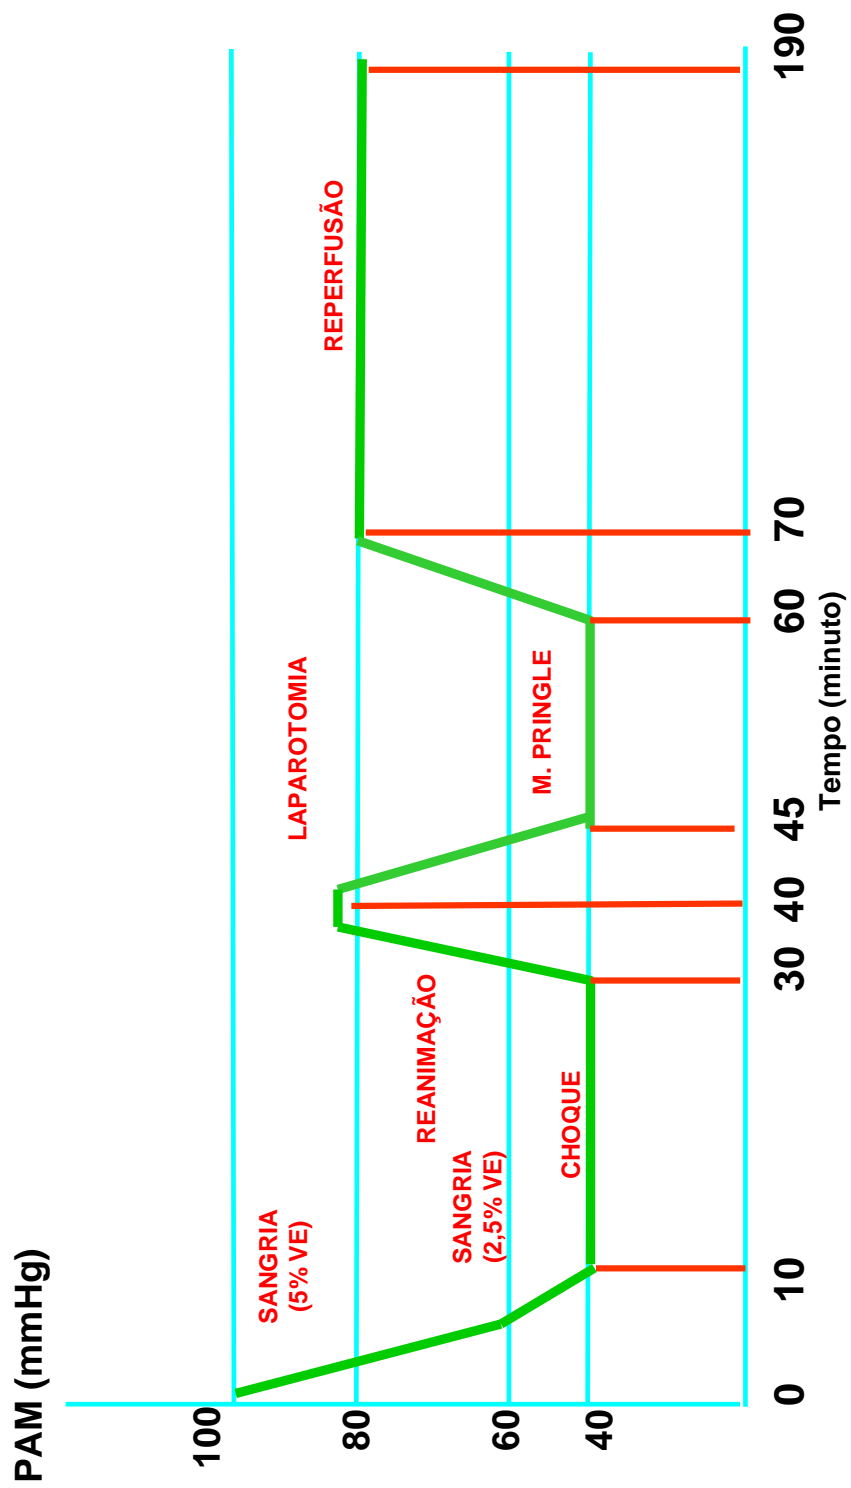 PAM (mmHg)
100
80
60
40
SANGRIA
(5% VE)
SANGRIA
(2,5% VE)
CHOQUE
REANIMAÇÃO
LAPAROTOMIA
M. PRINGLE
REPERFUSÃO
0
10
30
40
45
60
70
190
Tempo (minuto)